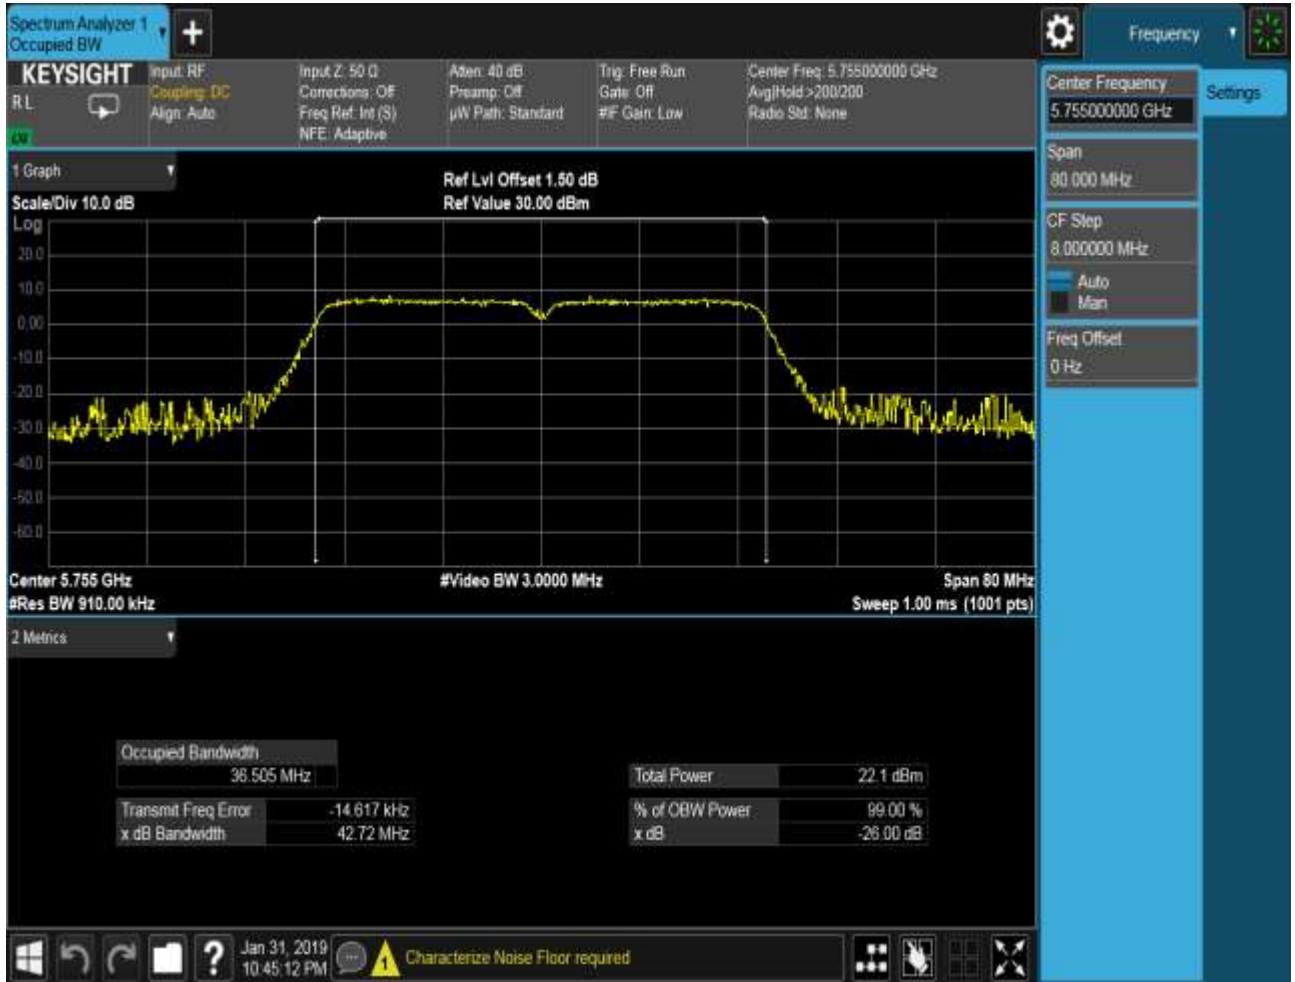 Spectrum Analyzer 1
Occupied BW
Frequency
KEYSIGHT
R L
LXI
Input: RF
Coupling: DC
Align: Auto
Input Z: 50 Ω
Corrections: Off
Freq Ref: Int (S)
NFE: Adaptive
Atten: 40 dB
Preamp: Off
µW Path: Standard
Trig: Free Run
Gate: Off
#IF Gain: Low
Center Freq: 5.755000000 GHz
Avg|Hold:>200/200
Radio Std: None
Center Frequency
5.755000000 GHz
Settings
Span
80.000 MHz
CF Step
8.000000 MHz
Auto
Man
Freq Offset
0 Hz
1 Graph
Scale/Div 10.0 dB
Ref Lvl Offset 1.50 dB
Ref Value 30.00 dBm
Log
20.0
10.0
0.00
-10.0
-20.0
-30.0
-40.0
-50.0
-60.0
Center 5.755 GHz
#Video BW 3.0000 MHz
Span 80 MHz
#Res BW 910.00 kHz
Sweep 1.00 ms (1001 pts)
2 Metrics
Occupied Bandwidth
36.505 MHz
Total Power 22.1 dBm
Transmit Freq Error -14.617 kHz
% of OBW Power 99.00 %
x dB Bandwidth 42.72 MHz
x dB -26.00 dB
?
Jan 31, 2019
10:45:12 PM
1
Characterize Noise Floor required